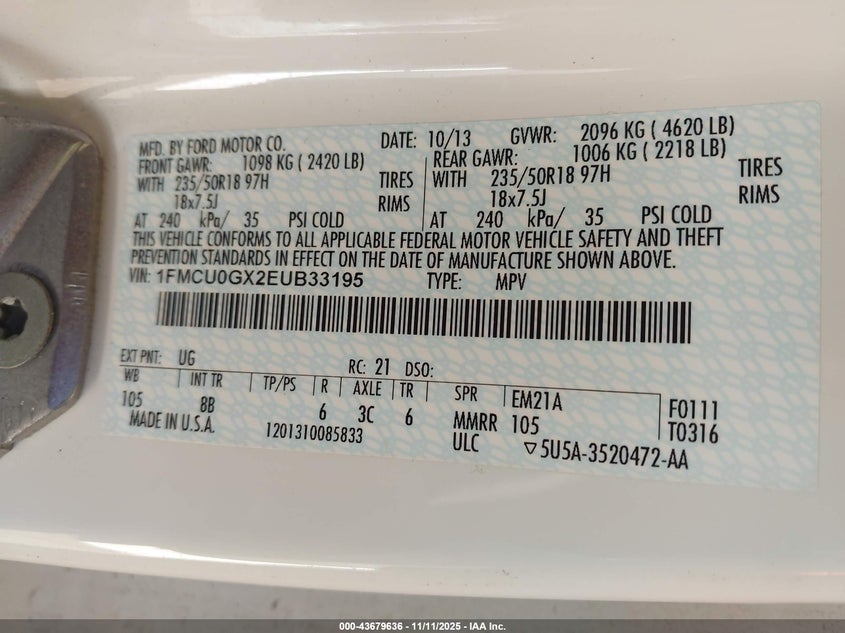 MFD. BY FORD MOTOR CO. DATE: 10/13 GVWR: 2096 KG ( 4620 LB)
FRONT GAWR: 1098 KG ( 2420 LB) REAR GAWR: 1006 KG ( 2218 LB)
WITH 235/50R18 97H TIRES WITH 235/50R18 97H TIRES
18x7.5J RIMS 18x7.5J RIMS
AT 240 kPa/ 35 PSI COLD AT 240 kPa/ 35 PSI COLD
THIS VEHICLE CONFORMS TO ALL APPLICABLE FEDERAL MOTOR VEHICLE SAFETY AND THEFT
PREVENTION STANDARDS IN EFFECT ON THE DATE OF MANUFACTURE SHOWN ABOVE.
VIN: 1FMCU0GX2EUB33195 TYPE: MPV
EXT PNT: UG RC: 21 DSO:
WB INT TR TP/PS R AXLE TR SPR EM21A F0111
105 8B 6 3C 6 MMRR 105 T0316
MADE IN U.S.A. 1201310085833 ULC ▽5U5A-3520472-AA
000-43679636 - 11/11/2025 - IAA Inc.